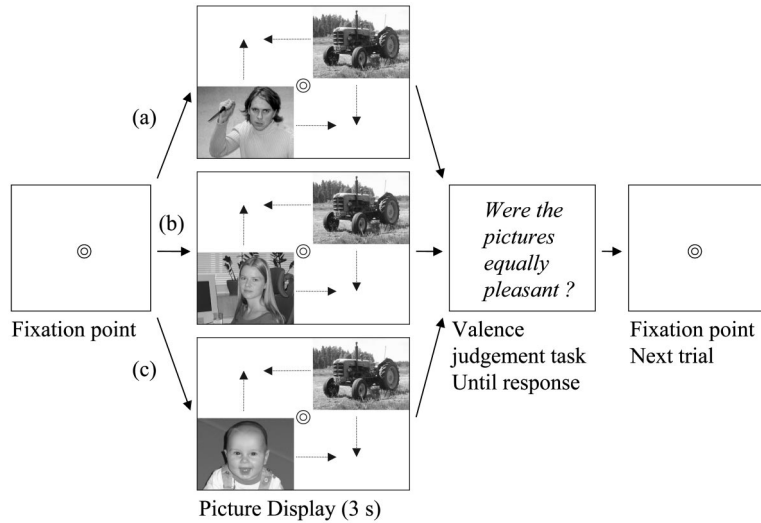 (a)
(b)
(c)
Fixation point
Picture Display (3 s)
Were the
pictures
equally
pleasant ?
Valence
judgement task
Until response
Fixation point
Next trial